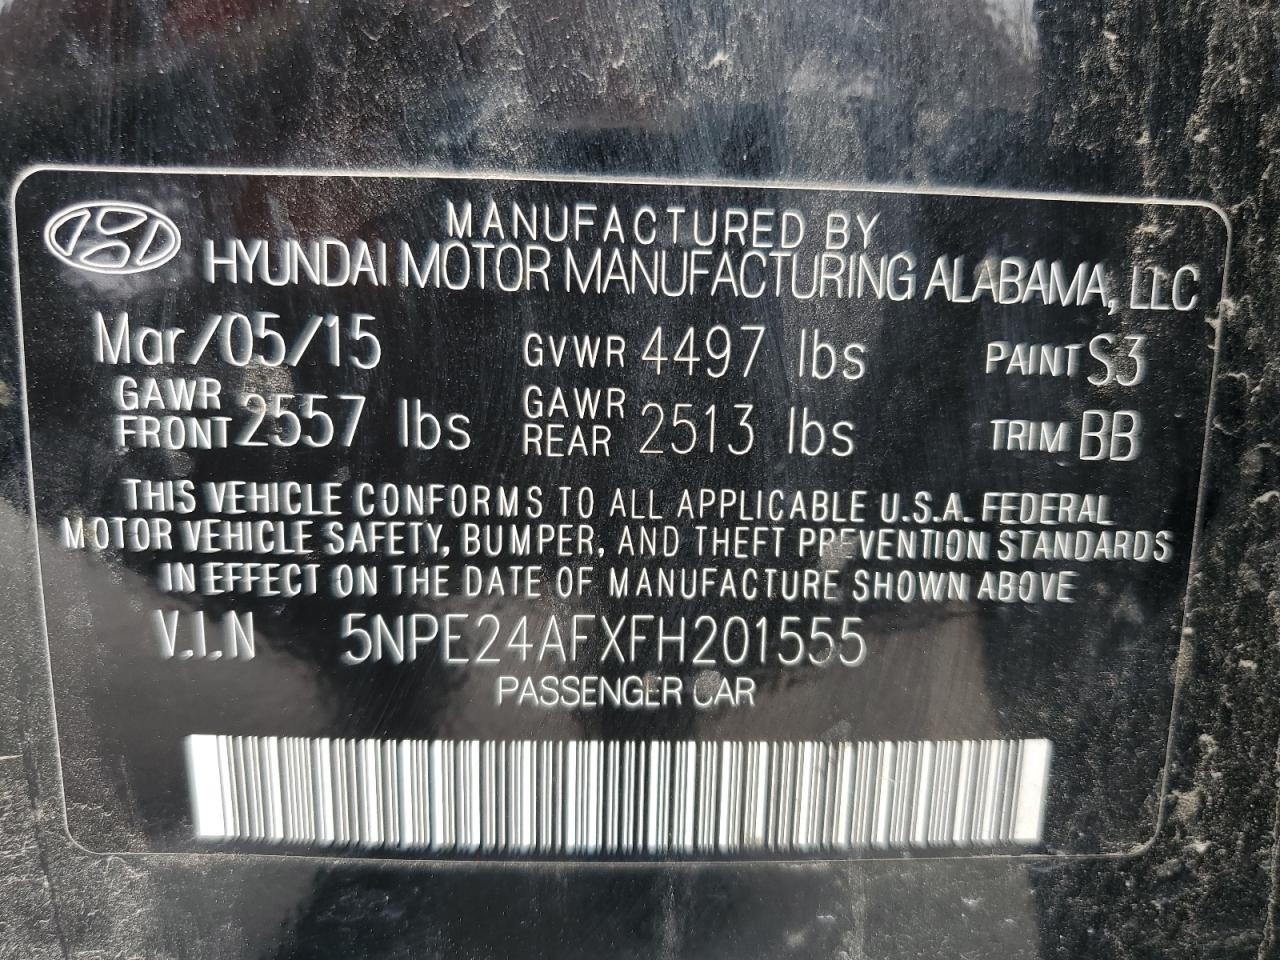 MANUFACTURED BY
HYUNDAI MOTOR MANUFACTURING ALABAMA, LLC
Mar/05/15 GVWR 4497 lbs PAINT S3
GAWR FRONT 2557 lbs GAWR REAR 2513 lbs TRIM BB
THIS VEHICLE CONFORMS TO ALL APPLICABLE U.S.A. FEDERAL
MOTOR VEHICLE SAFETY, BUMPER, AND THEFT PREVENTION STANDARDS
IN EFFECT ON THE DATE OF MANUFACTURE SHOWN ABOVE
V.I.N 5NPE24AFXFH201555
PASSENGER CAR